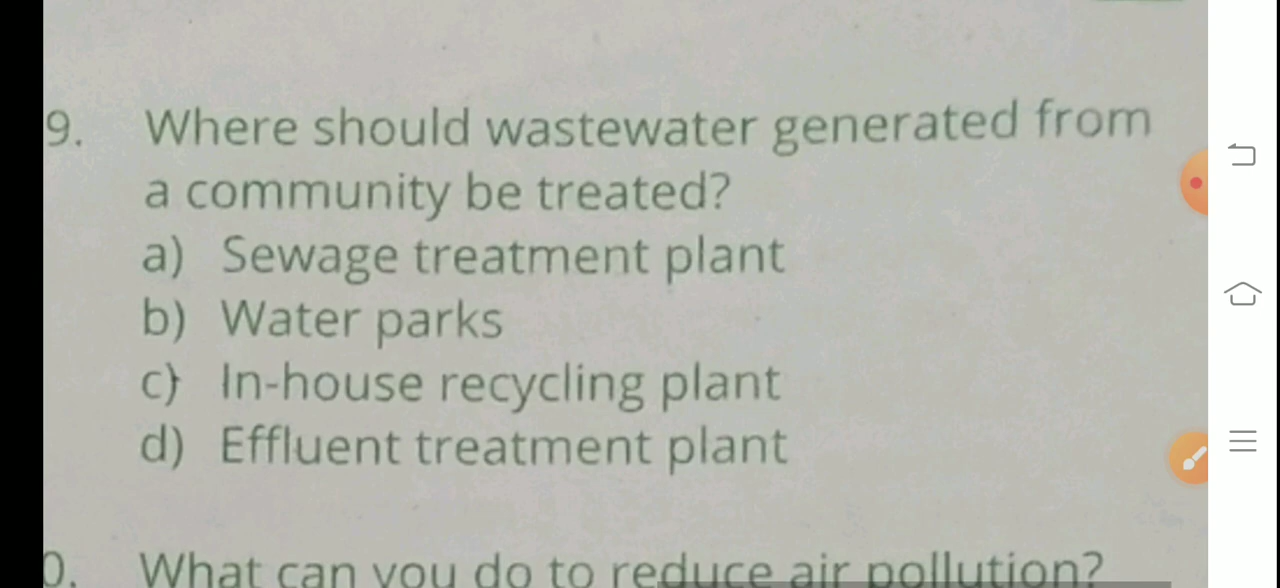 9. Where should wastewater generated from
a community be treated?
a) Sewage treatment plant
b) Water parks
c) In-house recycling plant
d) Effluent treatment plant
0. What can you do to reduce air pollution?